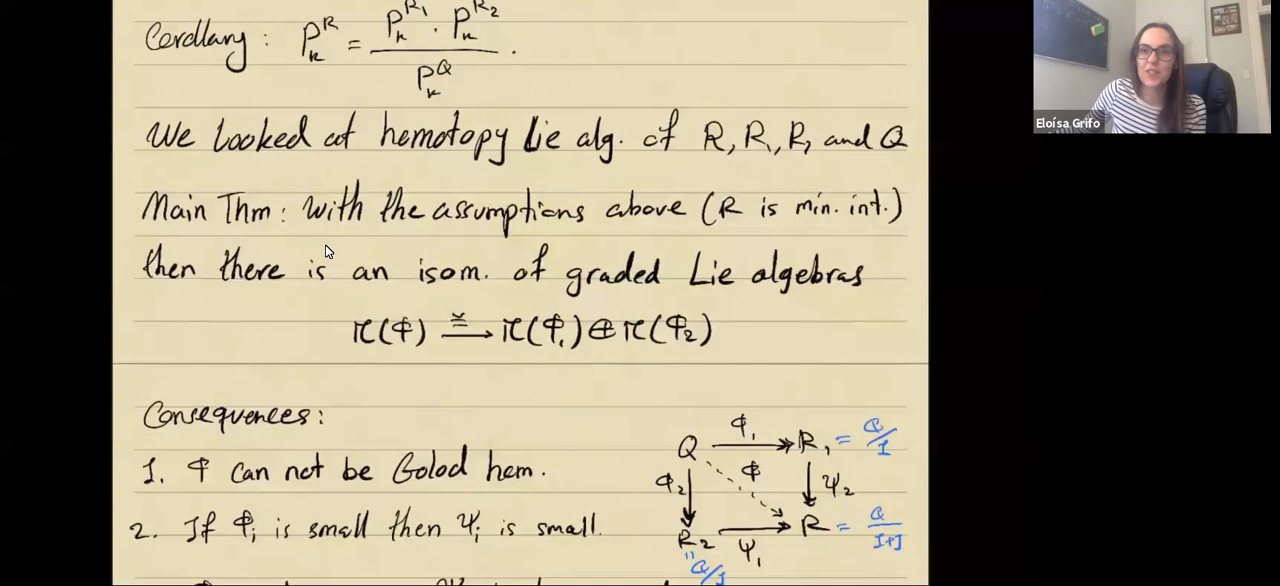 Corollary : P_k^R = P_k^{R_1} · P_k^{R_2} / P_k^Q .
We looked at homotopy Lie alg. of R, R_1, R_2 and Q
Main Thm : with the assumptions above (R is min. int.)
then there is an isom. of graded Lie algebras
π(φ) ≅→ π(φ_1) ⊕ π(φ_2)
Consequences :
1. φ can not be Golod hom.
2. If φ_i is small then ψ_i is small.
Q φ_1 R_1 = Q/I
φ_2 φ ψ_2
R_2 ψ_1 R = Q/I+J
" Q/J
Eloísa Grifo